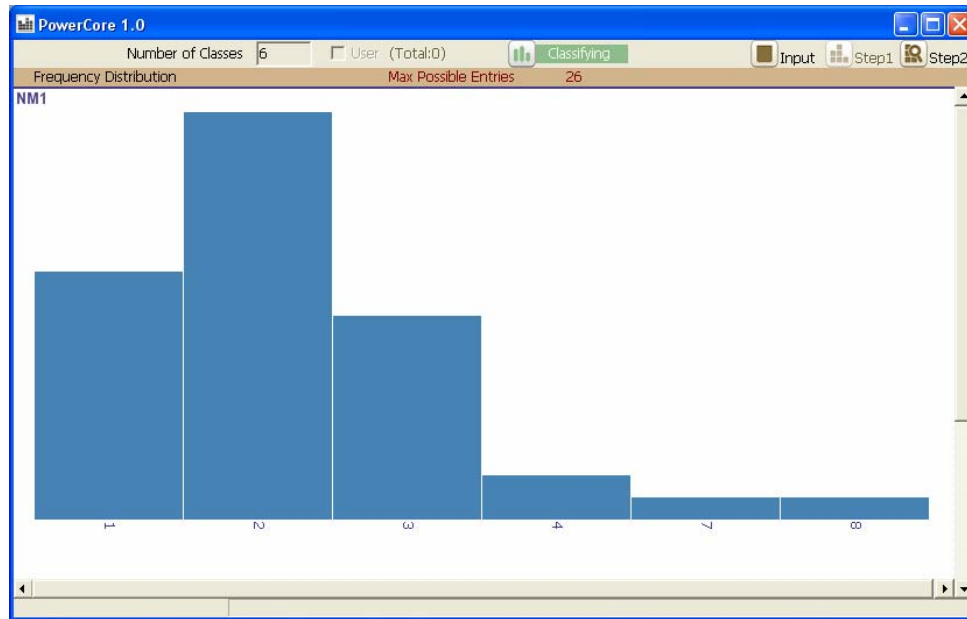 PowerCore 1.0
Number of Classes 6 User (Total:0) Classifying Input Step1 Step2
Frequency Distribution Max Possible Entries 26
NM1
1 2 3 4 7 8